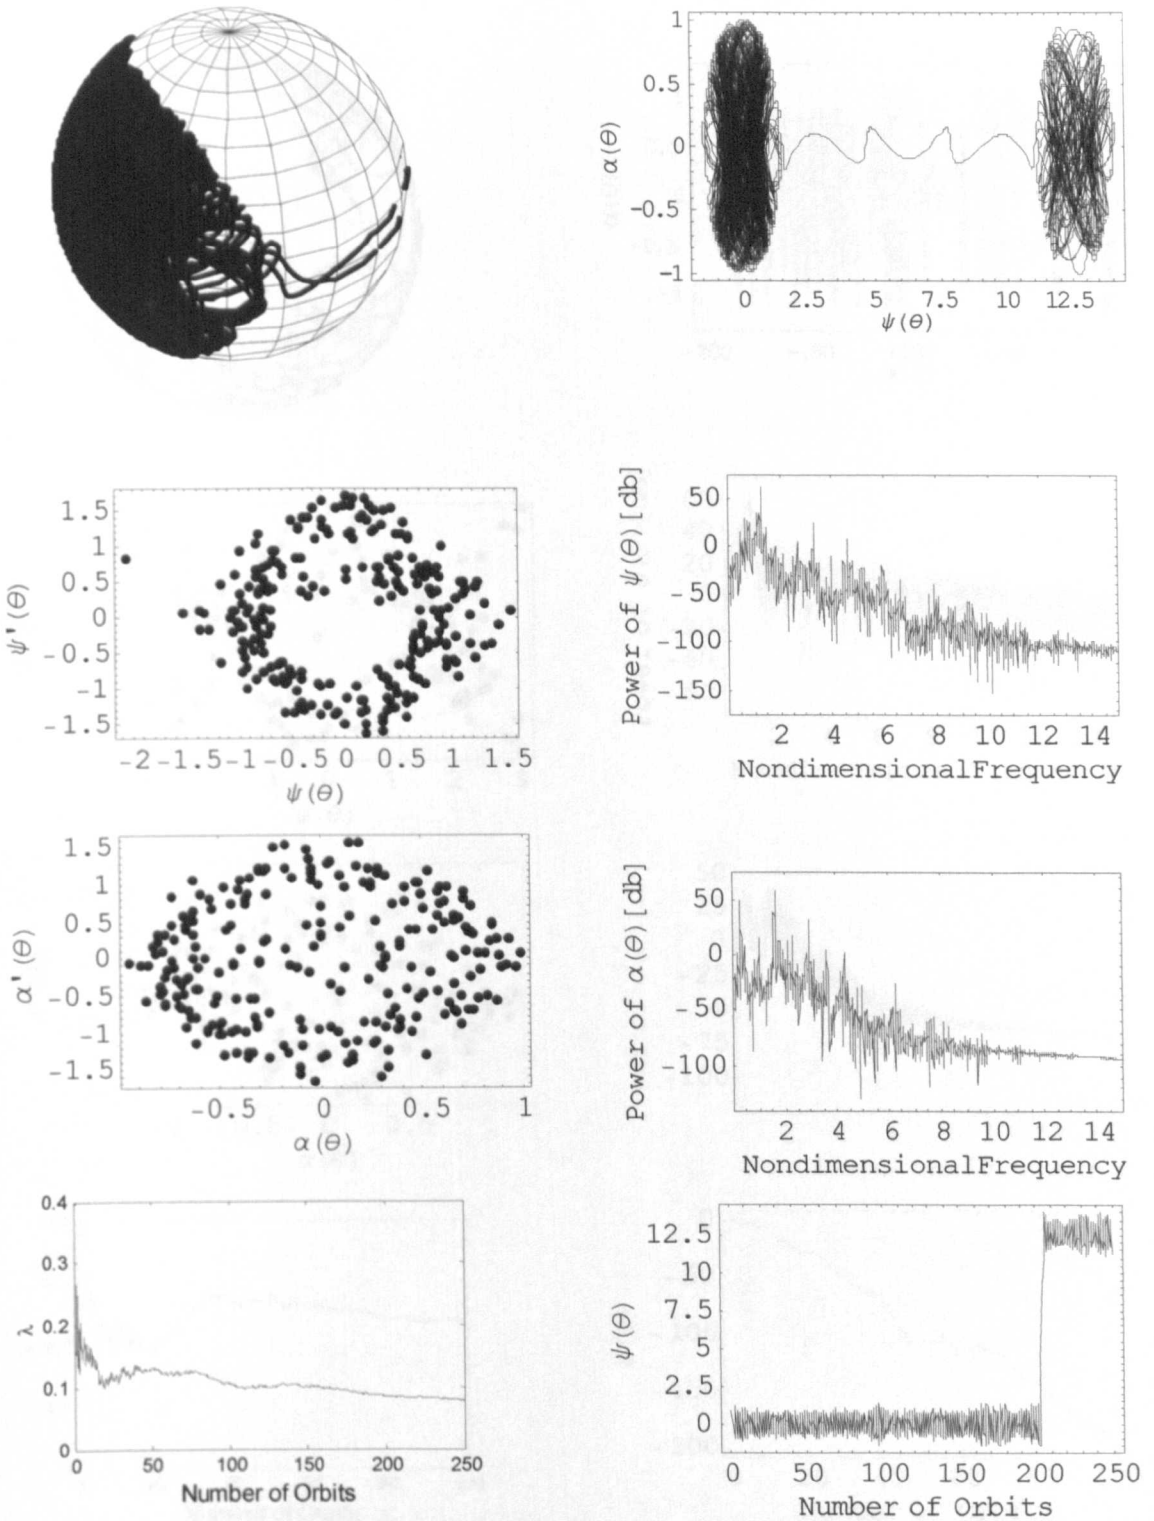 1
0.5
0
-0.5
-1
α(θ)
0 2.5 5 7.5 10 12.5
ψ(θ)
1.5
1
0.5
0
-0.5
-1
-1.5
ψ'(θ)
-2 -1.5 -1 -0.5 0 0.5 1 1.5
ψ(θ)
50
0
-50
-100
-150
Power of ψ(θ) [db]
2 4 6 8 10 12 14
NondimensionalFrequency
1.5
1
0.5
0
-0.5
-1
-1.5
α'(θ)
-0.5 0 0.5 1
α(θ)
50
0
-50
-100
Power of α(θ) [db]
2 4 6 8 10 12 14
NondimensionalFrequency
0.4
0.3
0.2
0.1
0
λ
0 50 100 150 200 250
Number of Orbits
12.5
10
7.5
5
2.5
0
ψ(θ)
0 50 100 150 200 250
Number of Orbits